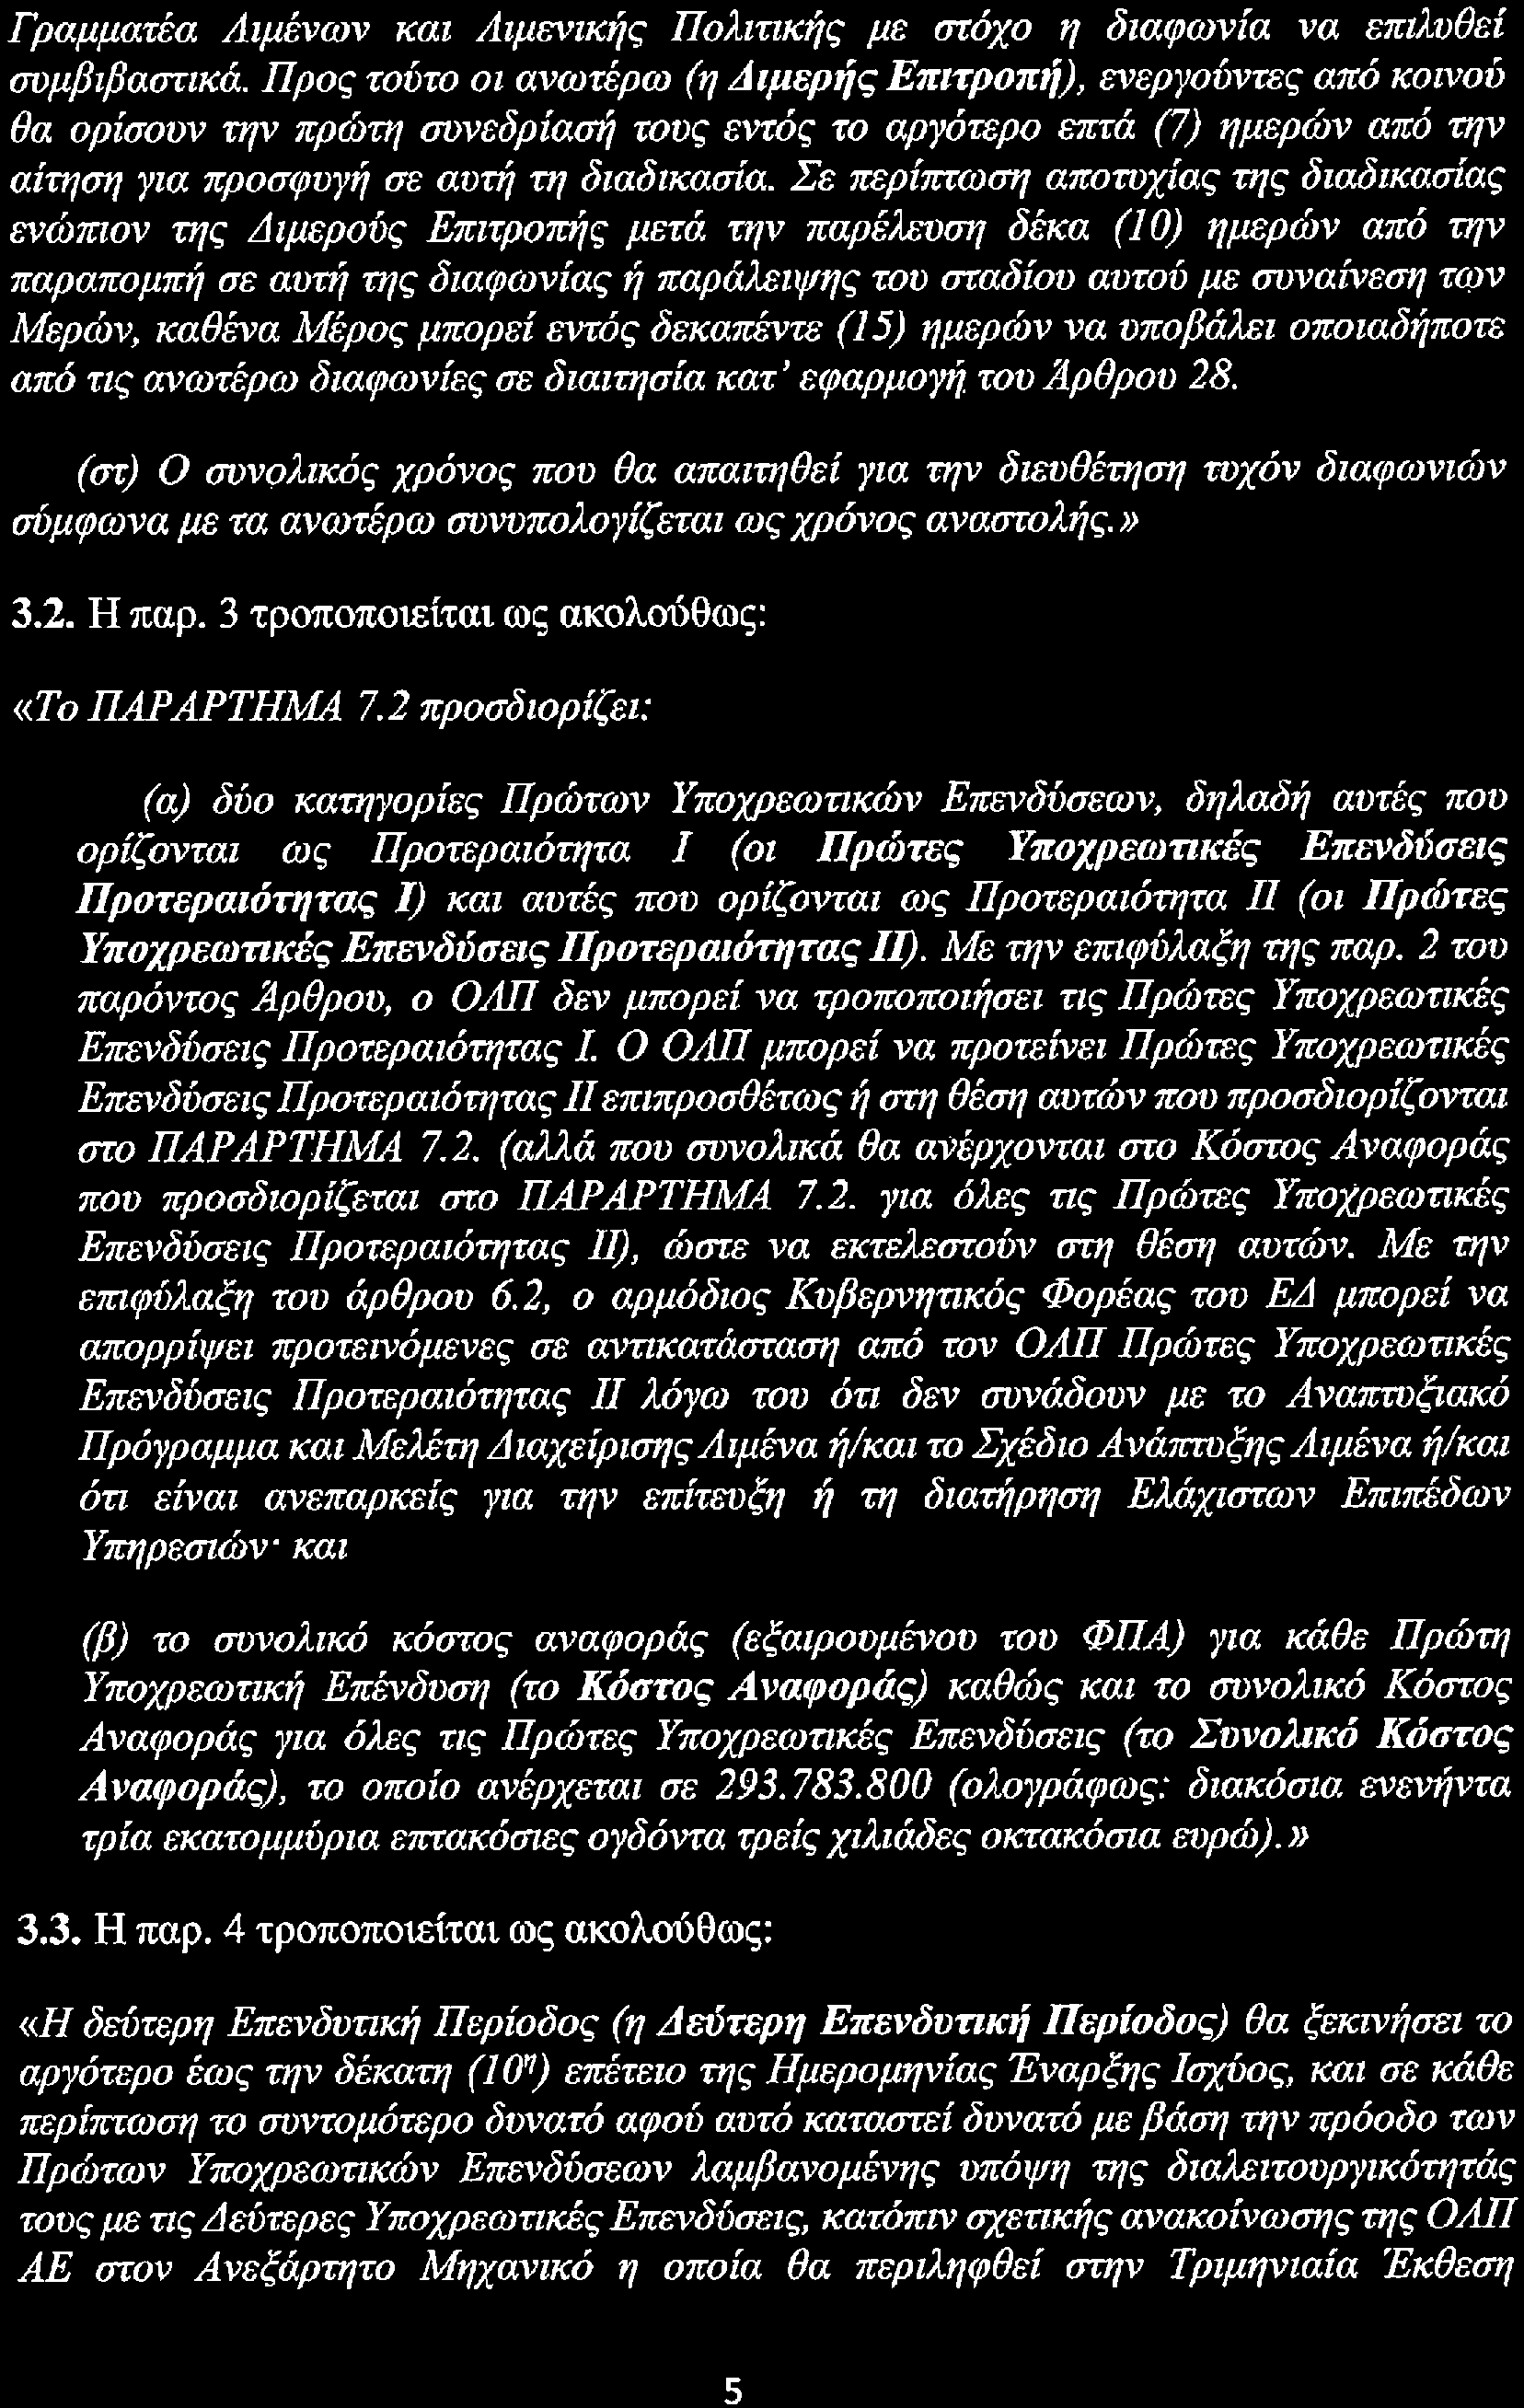 Γραμματέα Λιμένων και Λιμενικής Πολιτικής με στόχο η διαφωνία να επιλυθεί
συμβιβαστικά. Προς τούτο οι ανωτέρω (η Διμερής Επιτροπή), ενεργούντες από κοινού
θα ορίσουν την πρώτη συνεδρίασή τους εντός το αργότερο επτά (7) ημερών από την
αίτηση για προσφυγή σε αυτή τη διαδικασία. Σε περίπτωση αποτυχίας της διαδικασίας
ενώπιον της Διμερούς Επιτροπής μετά την παρέλευση δέκα (10) ημερών από την
παραπομπή σε αυτή της διαφωνίας ή παράλειψης του σταδίου αυτού με συναίνεση των
Μερών, καθένα Μέρος μπορεί εντός δεκαπέντε (15) ημερών να υποβάλει οποιαδήποτε
από τις ανωτέρω διαφωνίες σε διαιτησία κατ’ εφαρμογή του Άρθρου 28.
(στ) Ο συνολικός χρόνος που θα απαιτηθεί για την διευθέτηση τυχόν διαφωνιών
σύμφωνα με τα ανωτέρω συνυπολογίζεται ως χρόνος αναστολής.»
3.2. Η παρ. 3 τροποποιείται ως ακολούθως:
«Το ΠΑΡΑΡΤΗΜΑ 7.2 προσδιορίζει:
(α) δύο κατηγορίες Πρώτων Υποχρεωτικών Επενδύσεων, δηλαδή αυτές που
ορίζονται ως Προτεραιότητα Ι (οι Πρώτες Υποχρεωτικές Επενδύσεις
Προτεραιότητας Ι) και αυτές που ορίζονται ως Προτεραιότητα ΙΙ (οι Πρώτες
Υποχρεωτικές Επενδύσεις Προτεραιότητας ΙΙ). Με την επιφύλαξη της παρ. 2 του
παρόντος Άρθρου, ο ΟΛΠ δεν μπορεί να τροποποιήσει τις Πρώτες Υποχρεωτικές
Επενδύσεις Προτεραιότητας Ι. Ο ΟΛΠ μπορεί να προτείνει Πρώτες Υποχρεωτικές
Επενδύσεις Προτεραιότητας ΙΙ επιπροσθέτως ή στη θέση αυτών που προσδιορίζονται
στο ΠΑΡΑΡΤΗΜΑ 7.2. (αλλά που συνολικά θα ανέρχονται στο Κόστος Αναφοράς
που προσδιορίζεται στο ΠΑΡΑΡΤΗΜΑ 7.2. για όλες τις Πρώτες Υποχρεωτικές
Επενδύσεις Προτεραιότητας ΙΙ), ώστε να εκτελεστούν στη θέση αυτών. Με την
επιφύλαξη του άρθρου 6.2, ο αρμόδιος Κυβερνητικός Φορέας του ΕΔ μπορεί να
απορρίψει προτεινόμενες σε αντικατάσταση από τον ΟΛΠ Πρώτες Υποχρεωτικές
Επενδύσεις Προτεραιότητας ΙΙ λόγω του ότι δεν συνάδουν με το Αναπτυξιακό
Πρόγραμμα και Μελέτη Διαχείρισης Λιμένα ή/και το Σχέδιο Ανάπτυξης Λιμένα ή/και
ότι είναι ανεπαρκείς για την επίτευξη ή τη διατήρηση Ελάχιστων Επιπέδων
Υπηρεσιών· και
(β) το συνολικό κόστος αναφοράς (εξαιρουμένου του ΦΠΑ) για κάθε Πρώτη
Υποχρεωτική Επένδυση (το Κόστος Αναφοράς) καθώς και το συνολικό Κόστος
Αναφοράς για όλες τις Πρώτες Υποχρεωτικές Επενδύσεις (το Συνολικό Κόστος
Αναφοράς), το οποίο ανέρχεται σε 293.783.800 (ολογράφως: διακόσια ενενήντα
τρία εκατομμύρια επτακόσιες ογδόντα τρείς χιλιάδες οκτακόσια ευρώ).»
3.3. Η παρ. 4 τροποποιείται ως ακολούθως:
«Η δεύτερη Επενδυτική Περίοδος (η Δεύτερη Επενδυτική Περίοδος) θα ξεκινήσει το
αργότερο έως την δέκατη (10η) επέτειο της Ημερομηνίας Έναρξης Ισχύος, και σε κάθε
περίπτωση το συντομότερο δυνατό αφού αυτό καταστεί δυνατό με βάση την πρόοδο των
Πρώτων Υποχρεωτικών Επενδύσεων λαμβανομένης υπόψη της διαλειτουργικότητάς
τους με τις Δεύτερες Υποχρεωτικές Επενδύσεις, κατόπιν σχετικής ανακοίνωσης της ΟΛΠ
ΑΕ στον Ανεξάρτητο Μηχανικό η οποία θα περιληφθεί στην Τριμηνιαία Έκθεση
5